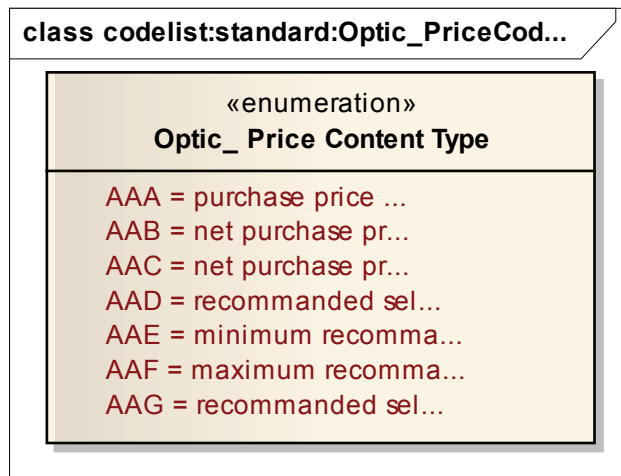 class codelist:standard:Optic_PriceCod...
«enumeration»
Optic_ Price Content Type
AAA = purchase price ...
AAB = net purchase pr...
AAC = net purchase pr...
AAD = recommanded sel...
AAE = minimum recomma...
AAF = maximum recomma...
AAG = recommanded sel...